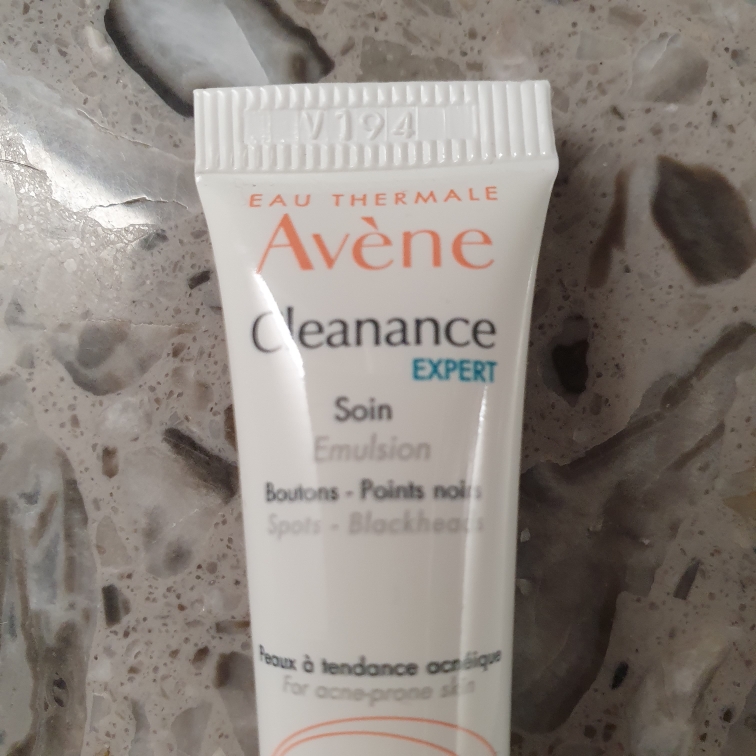 V194
EAU THERMALE
Avène
Cleanance
EXPERT
Soin
Emulsion
Boutons - Points noirs
Spots - Blackheads
Peaux à tendance acnéique
For acne-prone skin